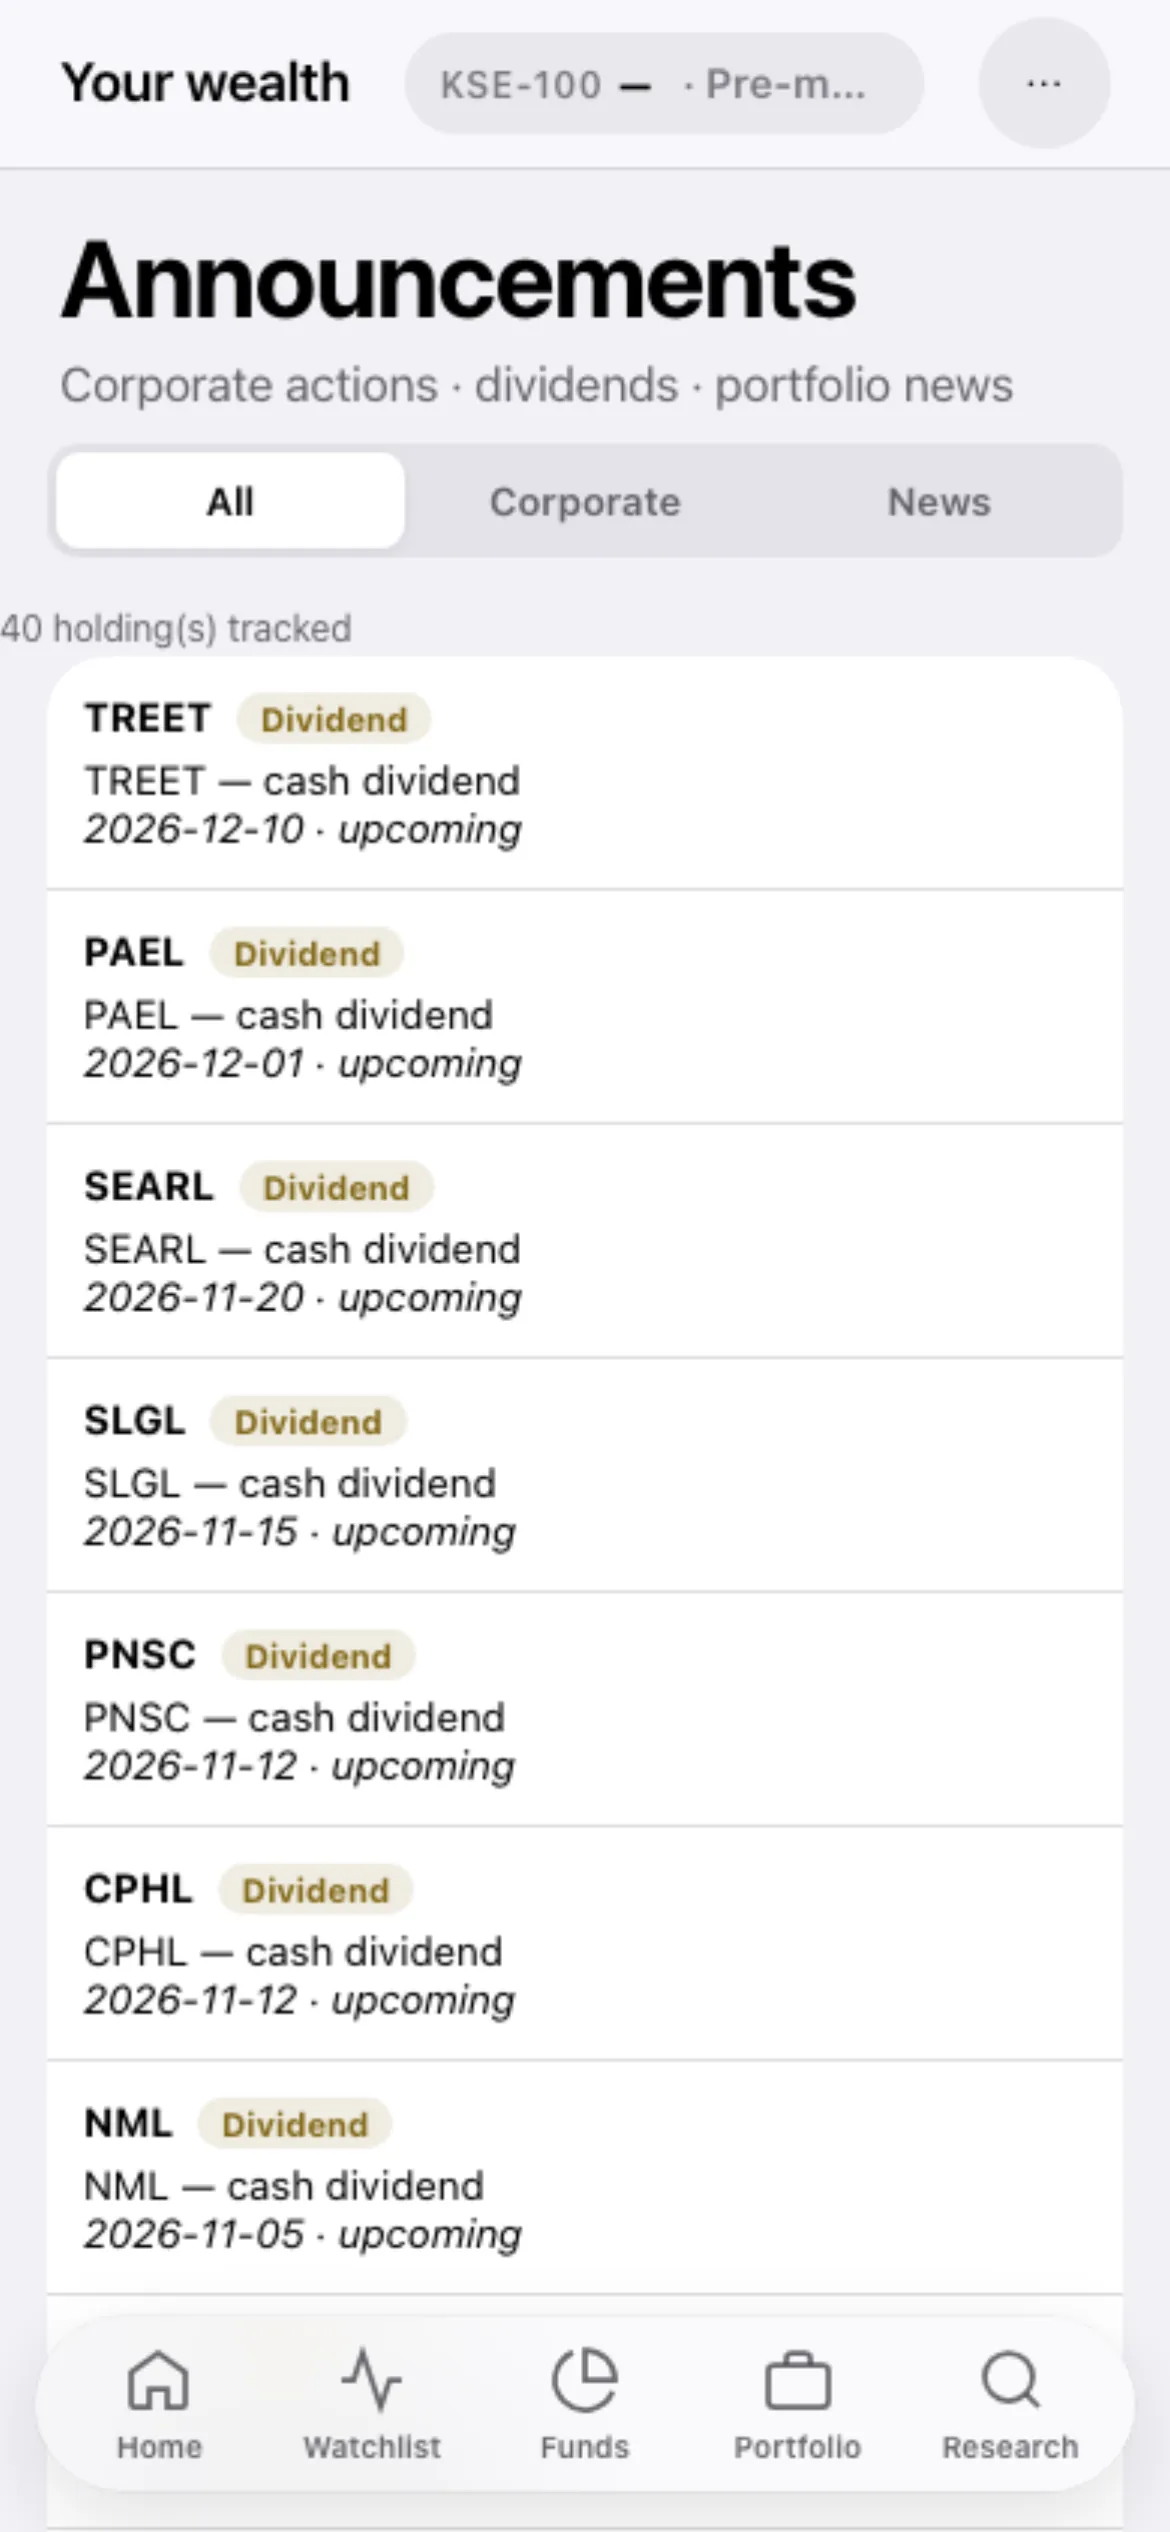 Your wealth
KSE-100 — · Pre-m...
...
Announcements
Corporate actions · dividends · portfolio news
All
Corporate
News
40 holding(s) tracked
TREET Dividend
TREET — cash dividend
2026-12-10 · upcoming
PAEL Dividend
PAEL — cash dividend
2026-12-01 · upcoming
SEARL Dividend
SEARL — cash dividend
2026-11-20 · upcoming
SLGL Dividend
SLGL — cash dividend
2026-11-15 · upcoming
PNSC Dividend
PNSC — cash dividend
2026-11-12 · upcoming
CPHL Dividend
CPHL — cash dividend
2026-11-12 · upcoming
NML Dividend
NML — cash dividend
2026-11-05 · upcoming
Home
Watchlist
Funds
Portfolio
Research